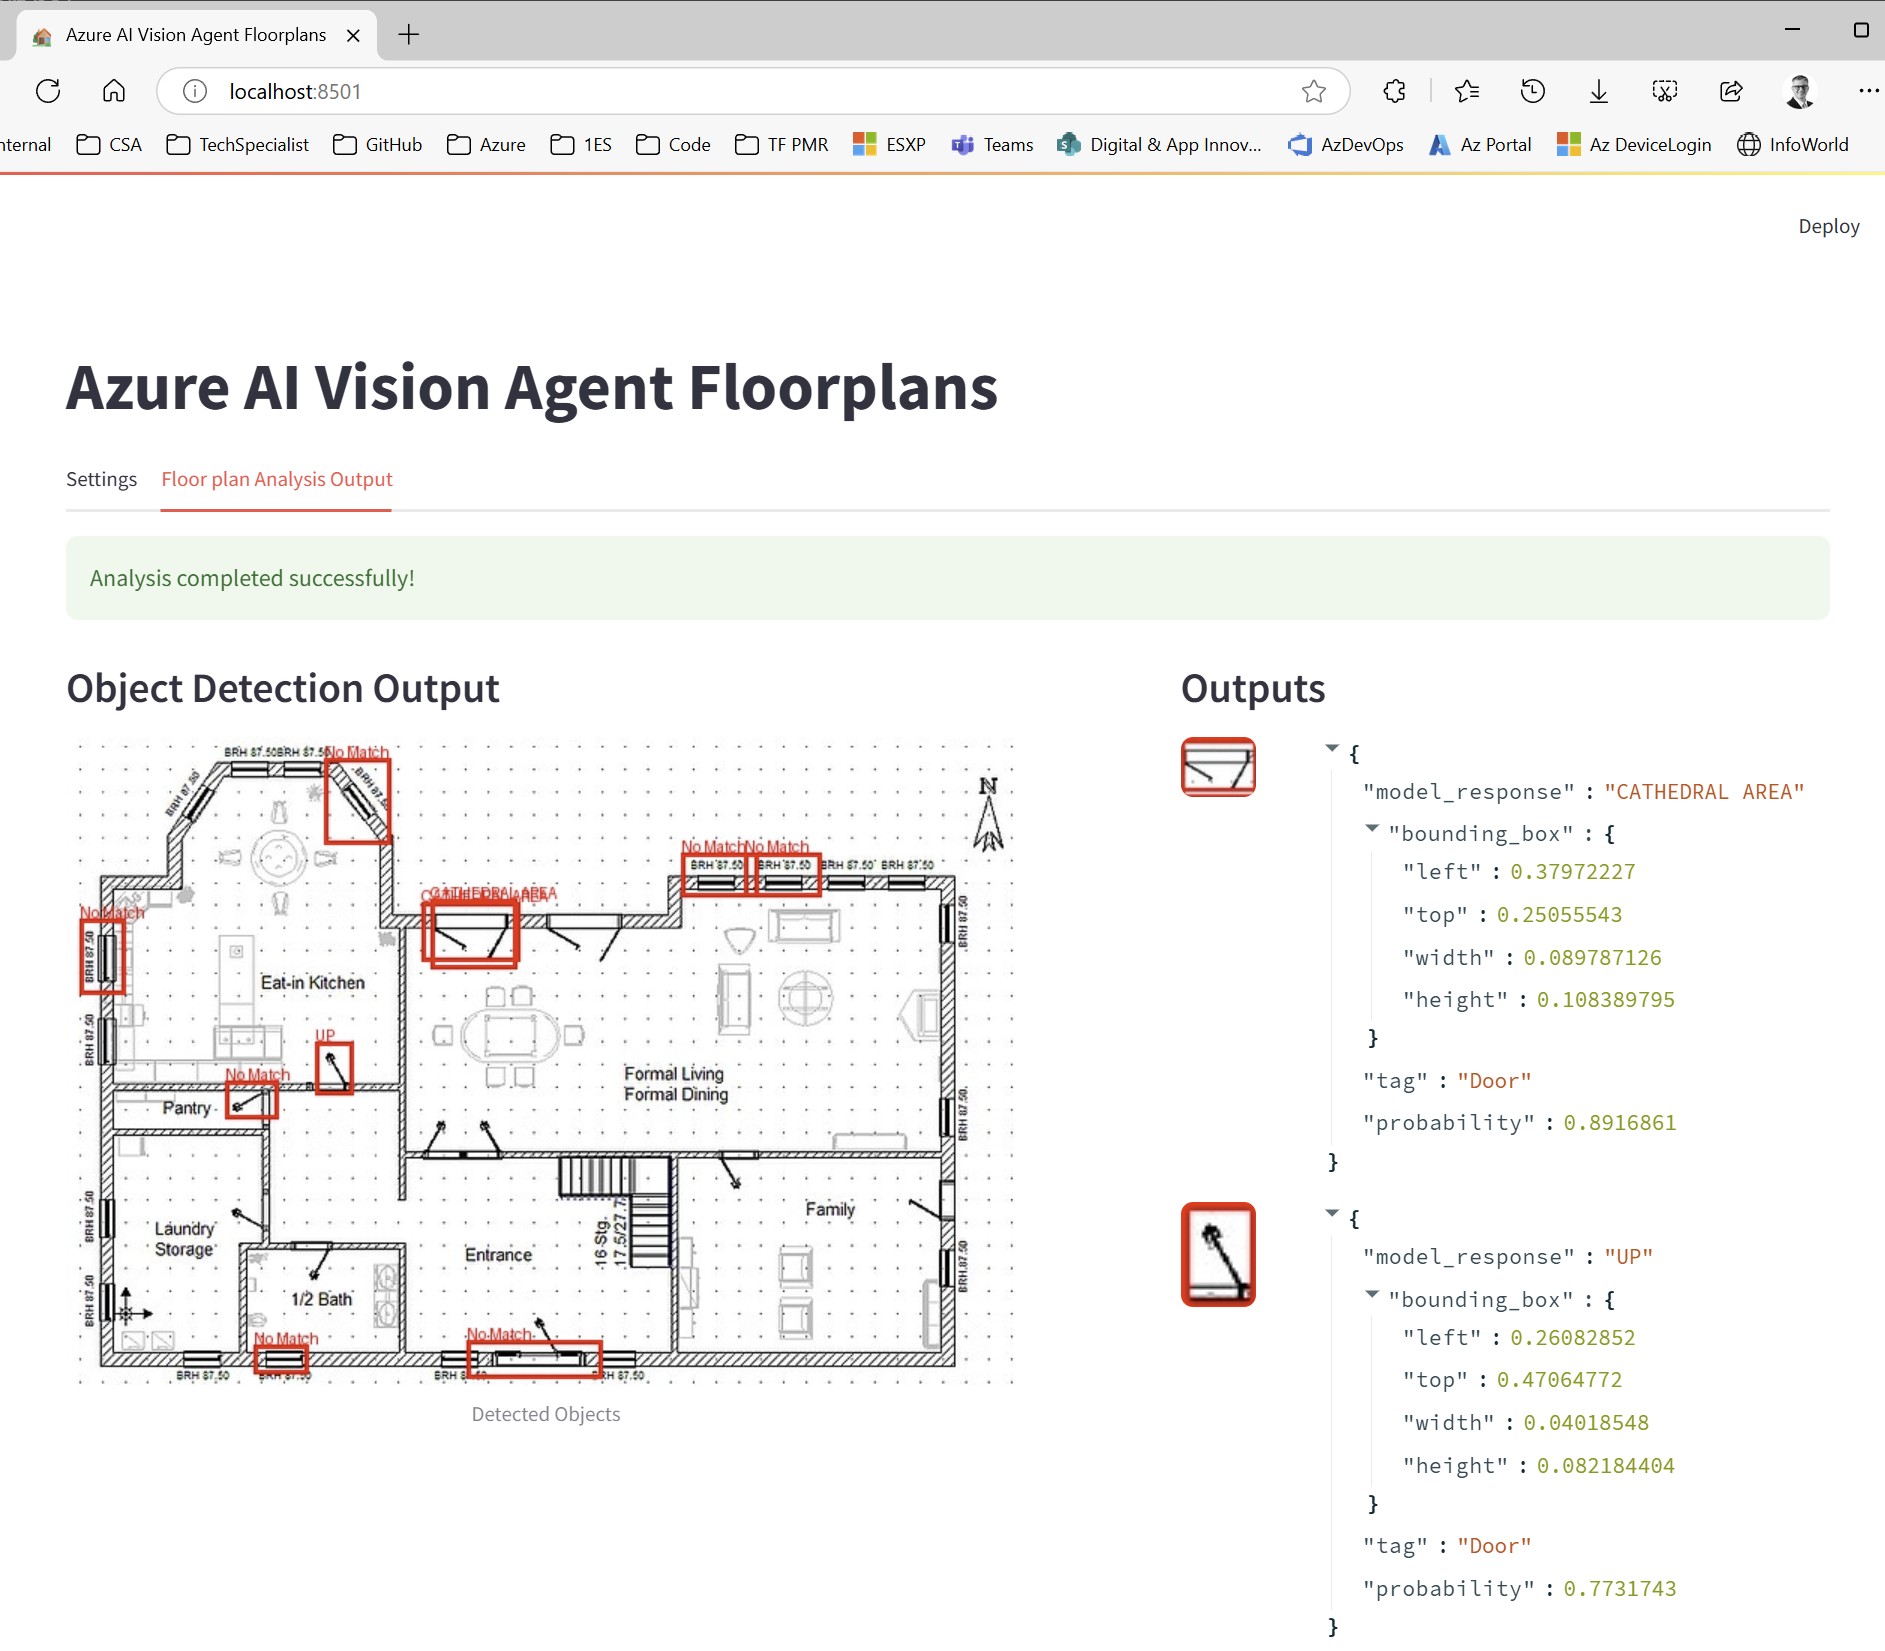 Azure AI Vision Agent Floorplans
localhost:8501
nternal CSA TechSpecialist GitHub Azure 1ES Code TF PMR ESXP Teams Digital & App Innov... AzDevOps Az Portal Az DeviceLogin InfoWorld
Deploy
Azure AI Vision Agent Floorplans
Settings Floor plan Analysis Output
Analysis completed successfully!
Object Detection Output
BRH 87.50 BRH 87.50 No Match
BRH 87.50
BRH 87.50
N
No Match No Match
BRH 87.50 BRH 87.50 BRH 87.50 BRH 87.50
CATHEDRAL AREA
No Match
BRH 87.50
BRH 87.50
Eat-in Kitchen
BRH 87.50
UP
No Match
Formal Living
Formal Dining
Pantry
BRH 87.50
BRH 87.50
Laundry
Storage
Entrance
16-Stg.
17.5/27.7
Family
BRH 87.50
BRH 87.50
1/2 Bath
No Match
No Match
BRH 87.50 BRH 87.50
Detected Objects
Outputs
{
"model_response" : "CATHEDRAL AREA"
"bounding_box" : {
"left" : 0.37972227
"top" : 0.25055543
"width" : 0.089787126
"height" : 0.108389795
}
"tag" : "Door"
"probability" : 0.8916861
}
{
"model_response" : "UP"
"bounding_box" : {
"left" : 0.26082852
"top" : 0.47064772
"width" : 0.04018548
"height" : 0.082184404
}
"tag" : "Door"
"probability" : 0.7731743
}